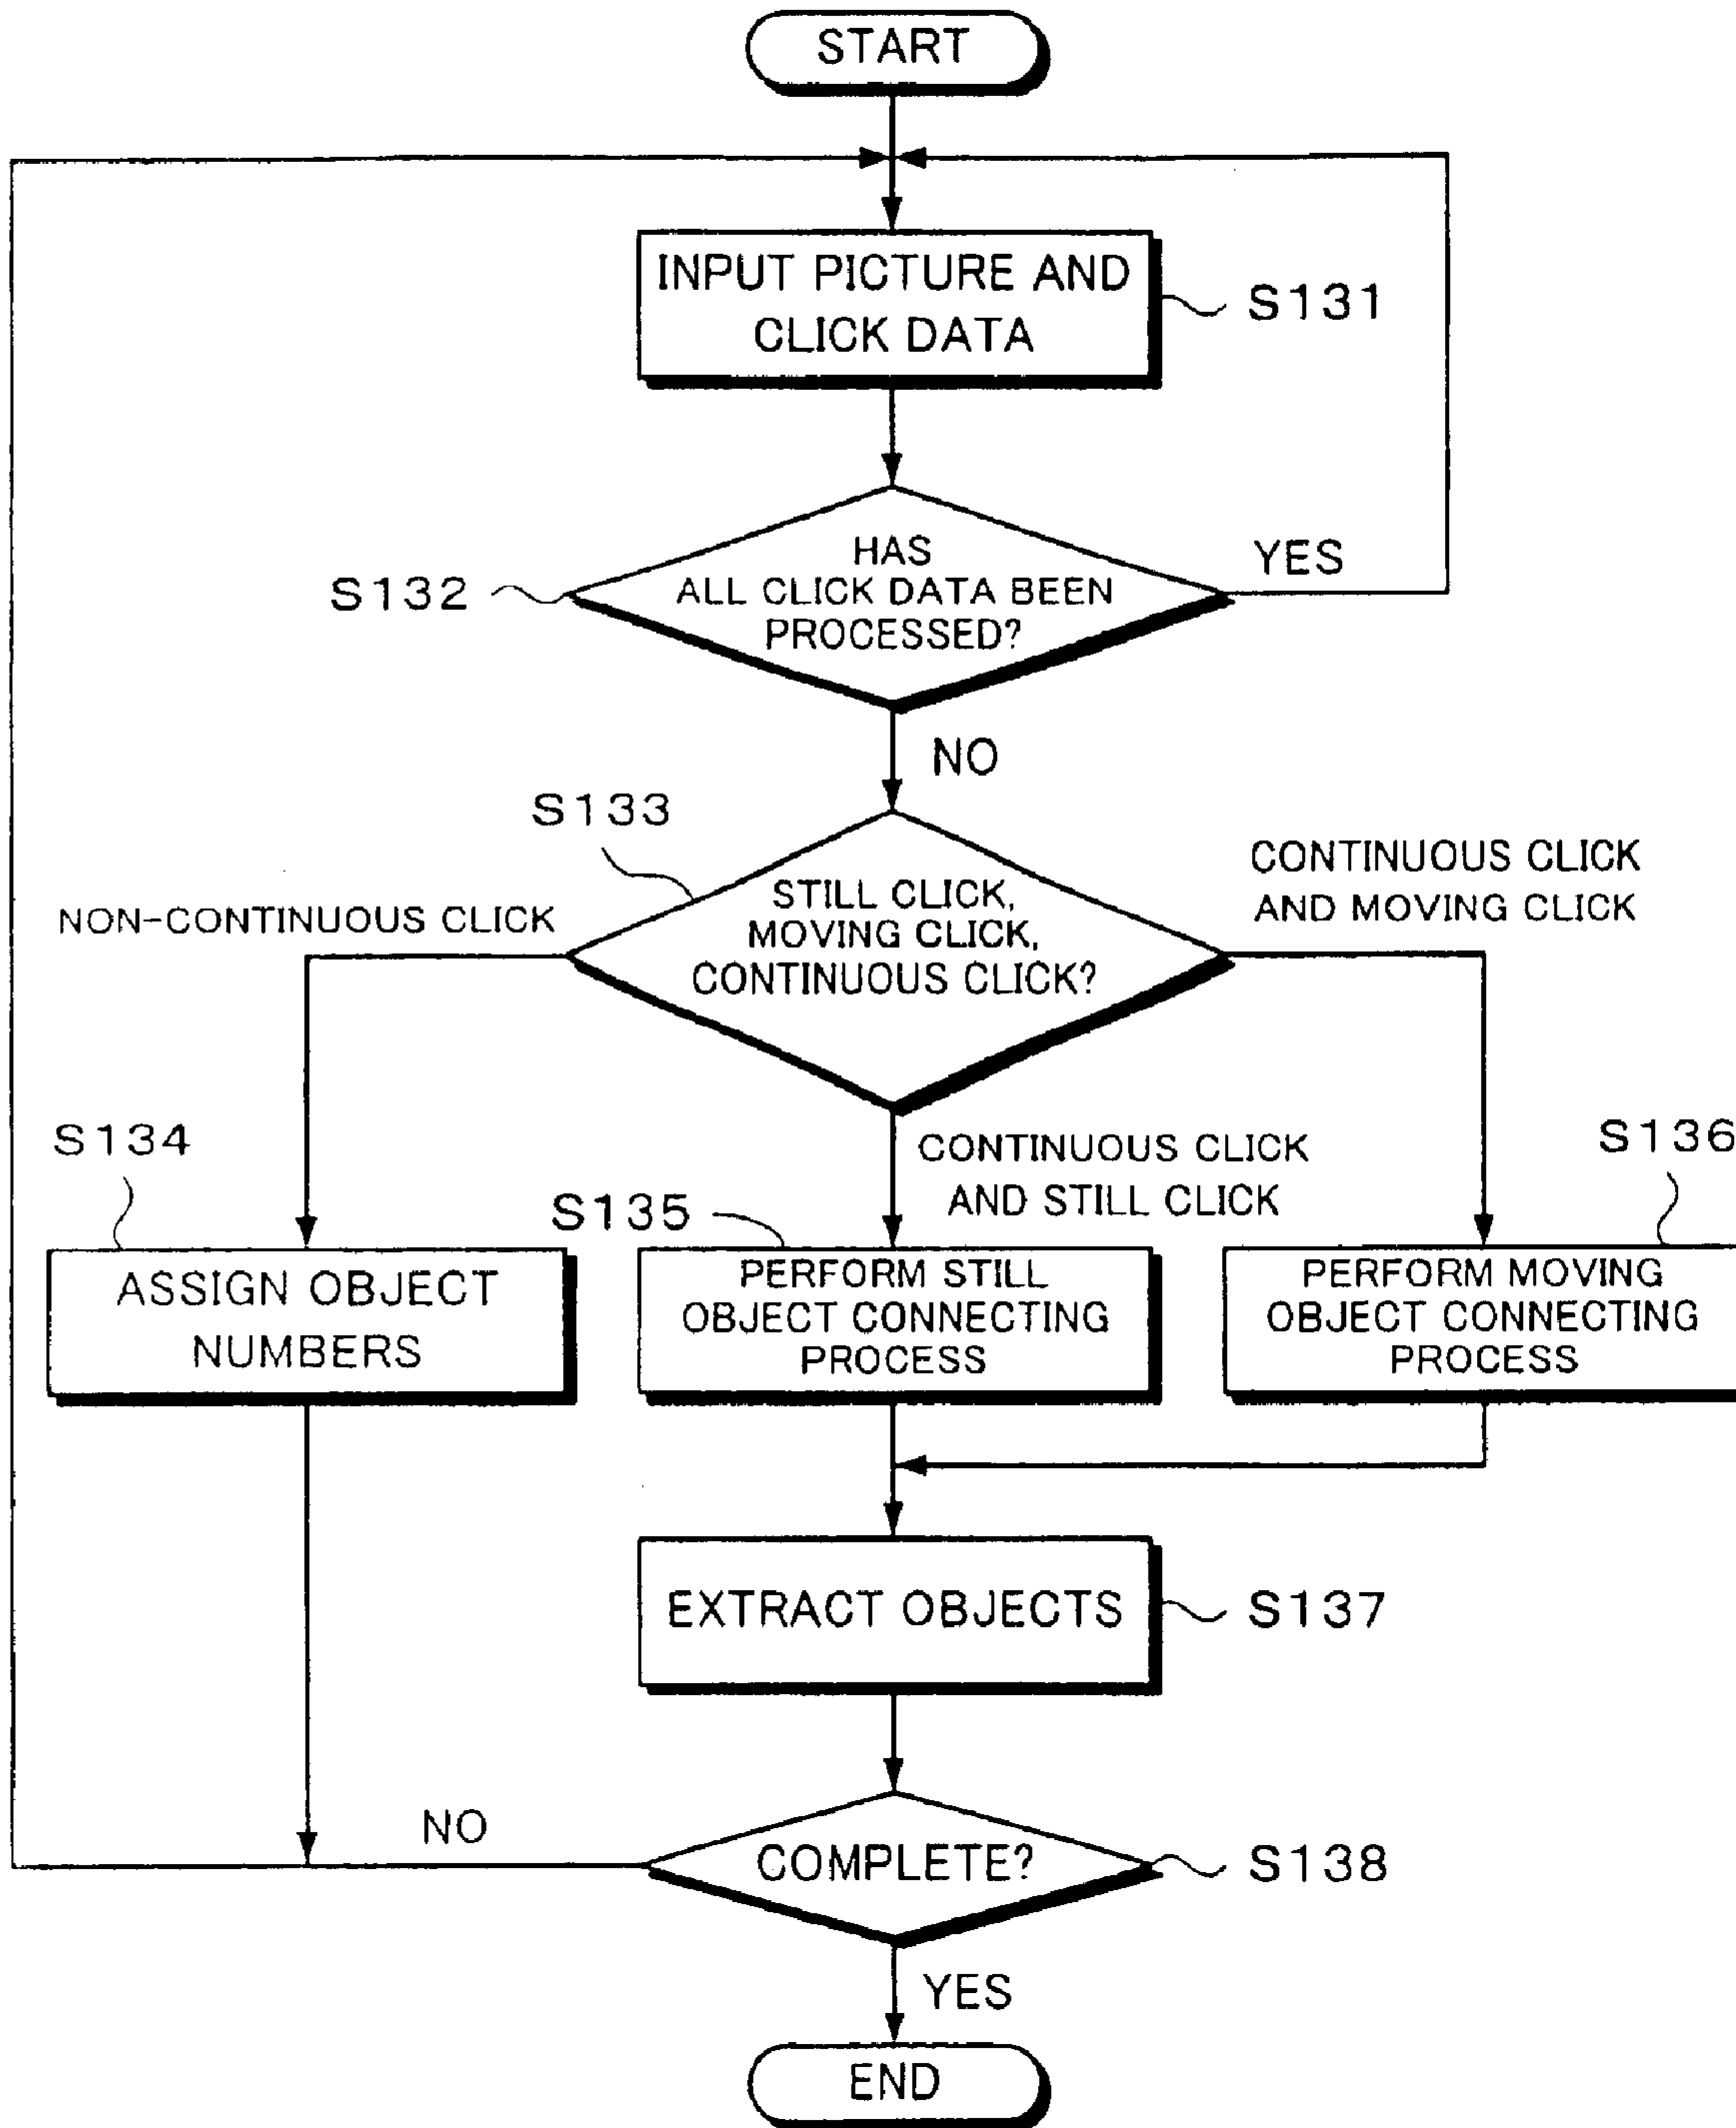 START
INPUT PICTURE AND
CLICK DATA
S131
HAS
ALL CLICK DATA BEEN
PROCESSED?
S132
YES
NO
S133
STILL CLICK,
MOVING CLICK,
CONTINUOUS CLICK?
NON-CONTINUOUS CLICK
CONTINUOUS CLICK
AND MOVING CLICK
CONTINUOUS CLICK
AND STILL CLICK
S134
ASSIGN OBJECT
NUMBERS
S135
PERFORM STILL
OBJECT CONNECTING
PROCESS
S136
PERFORM MOVING
OBJECT CONNECTING
PROCESS
EXTRACT OBJECTS
S137
NO
COMPLETE?
S138
YES
END